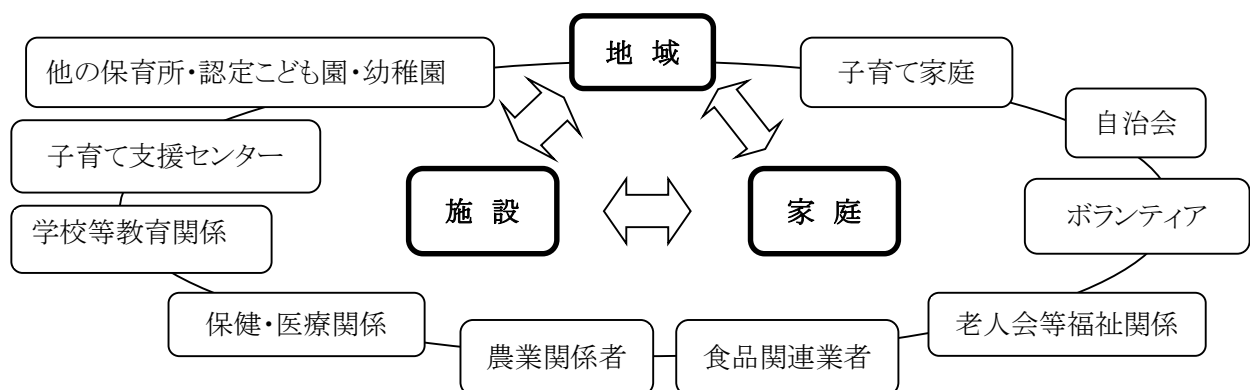 地 域
他の保育所・認定こども園・幼稚園
子育て家庭
自治会
子育て支援センター
施 設
家 庭
学校等教育関係
ボランティア
保健・医療関係
老人会等福祉関係
農業関係者
食品関連業者